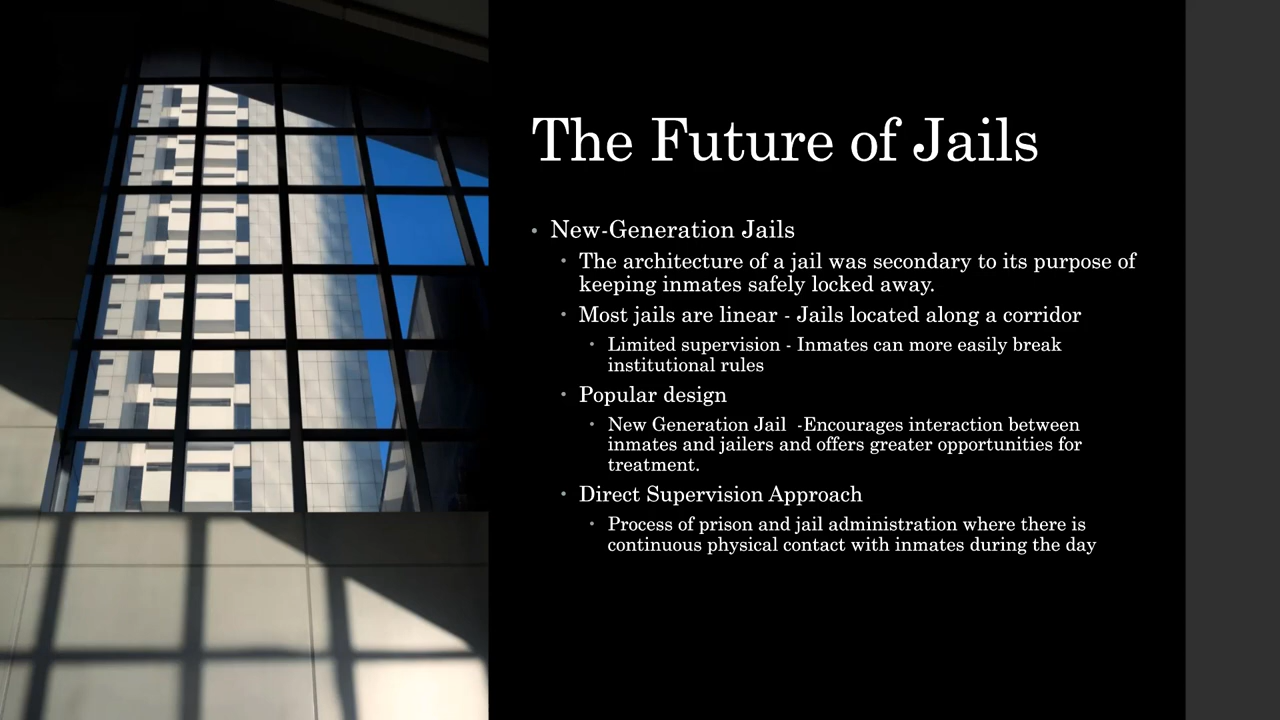 The Future of Jails
• New-Generation Jails
• The architecture of a jail was secondary to its purpose of
keeping inmates safely locked away.
• Most jails are linear - Jails located along a corridor
• Limited supervision - Inmates can more easily break
institutional rules
• Popular design
• New Generation Jail  -Encourages interaction between
inmates and jailers and offers greater opportunities for
treatment.
• Direct Supervision Approach
• Process of prison and jail administration where there is
continuous physical contact with inmates during the day